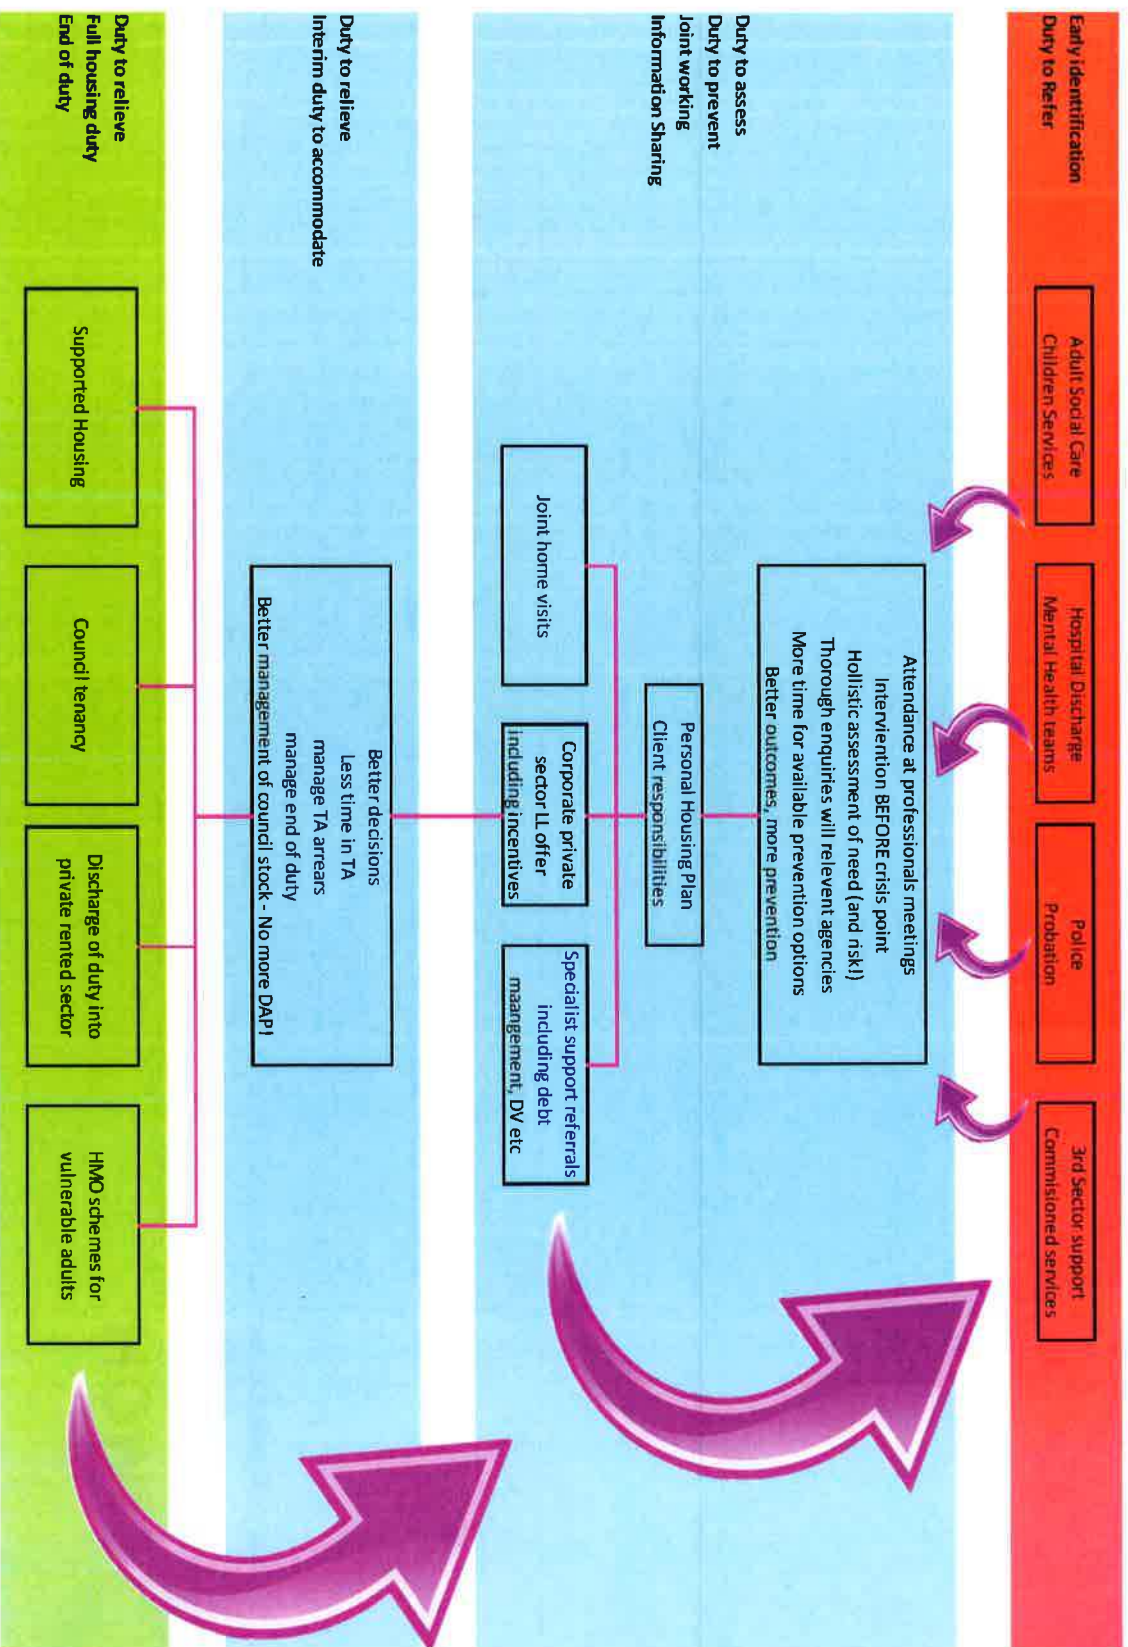 Early identtification
Duty to Refer
Adult Social Care
Children Services
Hospital Discharge
Mental Health teams
Police
Probation
3rd Sector support
Commisioned services
Duty to assess
Duty to prevent
Joint working
Information Sharing
Attendance at professionals meetings
Interviention BEFORE crisis point
Hollistic assessment of need (and risk!)
Thorough enquiries will relevent agencies
More time for available prevention options
Better outcomes, more prevention
Personal Housing Plan
Client responsibilities
Joint home visits
Corporate private
sector LL offer
including incentives
Specialist support referrals
including debt
maangement, DV etc
Duty to relieve
Interim duty to accommodate
Better decisions
Less time in TA
manage TA arrears
manage end of duty
Better management of council stock - No more DAP!
Duty to relieve
Full housing duty
End of duty
Supported Housing
Council tenancy
Discharge of duty into
private rented sector
HMO schemes for
vulnerable adults